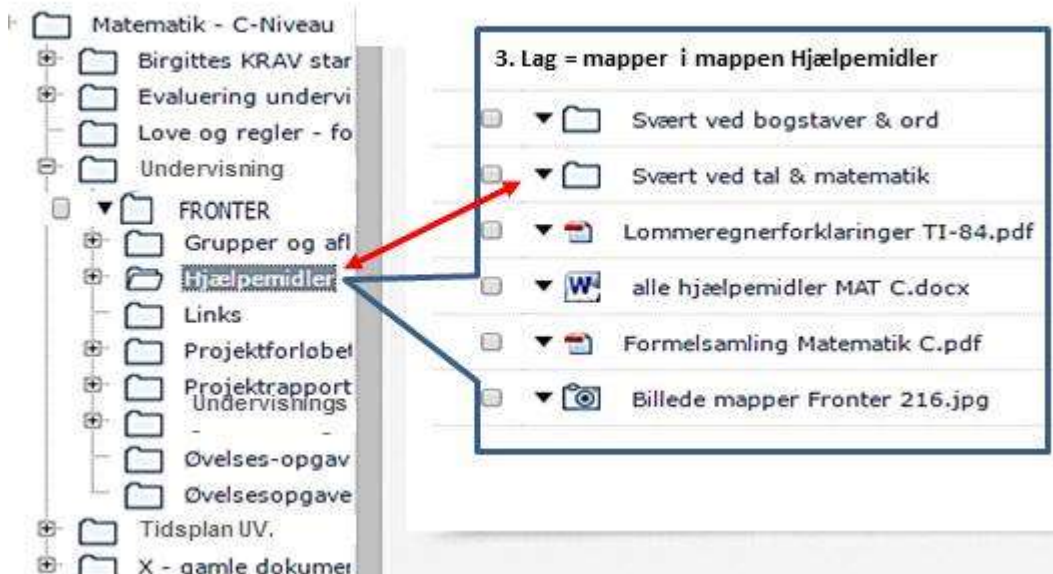 Matematik - C-Niveau
Birgittes KRAV star
Evaluering undervi
Love og regler - fo
Undervisning
FRONTER
Grupper og afl
Hjælpemidler
Links
Projektforløbet
Projektrapport
Undervisnings
Øvelses-opgav
Øvelsesopgave
Tidsplan UV.
X - gamle dokumer
3. Lag = mapper i mappen Hjælpemidler
Svært ved bogstaver & ord
Svært ved tal & matematik
Lommeregnerforklaringer TI-84.pdf
alle hjælpemidler MAT C.docx
Formelsamling Matematik C.pdf
Billede mapper Fronter 216.jpg